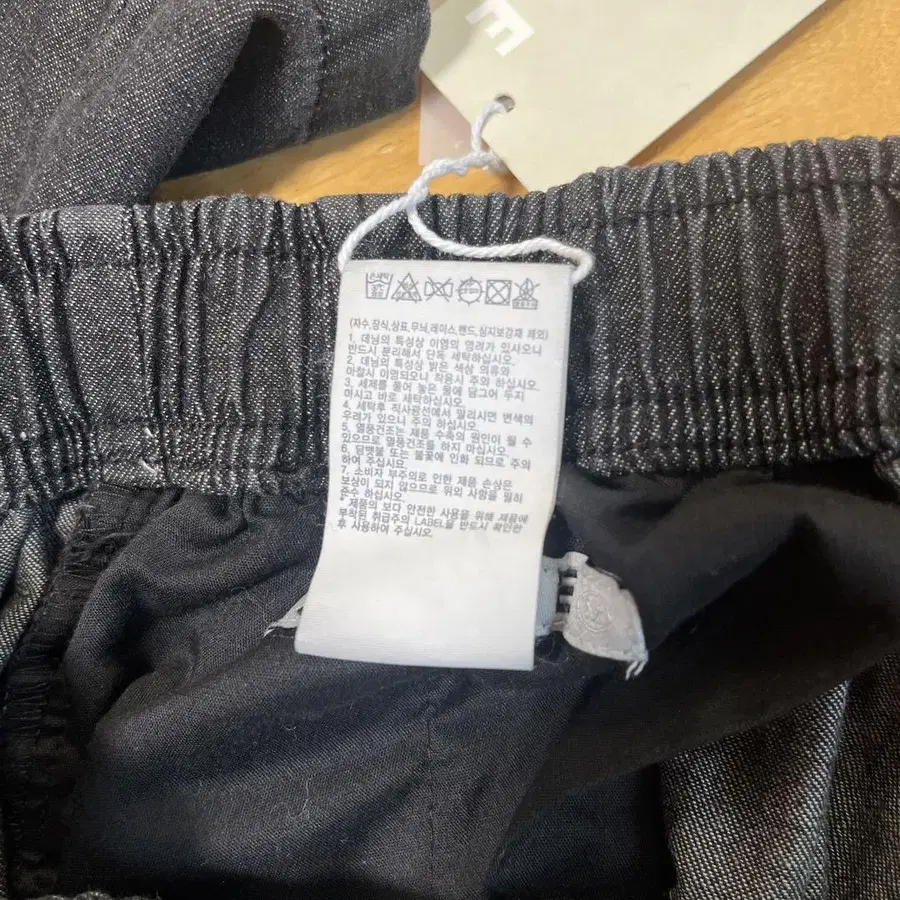 E
(자수,장식,상표,무늬,레이스,밴드,심지보강재 제외)
1. 데님의 특성상 이염의 염려가 있사오니
반드시 분리해서 단독 세탁하십시오.
2. 데님의 특성상 밝은 색상 의류와
마찰시 이염되오니 착용시 주의 하십시오.
3. 세제를 풀어 놓은 물에 담그어 두지
마시고 바로 세탁하십시오.
4. 세탁후 직사광선에서 말리시면 변색의
우려가 있으니 주의 하십시오.
5. 열풍건조는 제품 수축의 원인이 될 수
있으므로 열풍건조를 하지 마십시오.
6. 담뱃불 또는 불꽃에 인화 되므로 주의
하여 주십시오.
7. 소비자 부주의로 인한 제품 손상은
보상이 되지 않으므로 위의 사항을 필히
준수 하십시오.
* 제품의 보다 안전한 사용을 위해 제품에
부착된 취급주의 LABEL을 반드시 확인한
후 사용하여 주십시오.